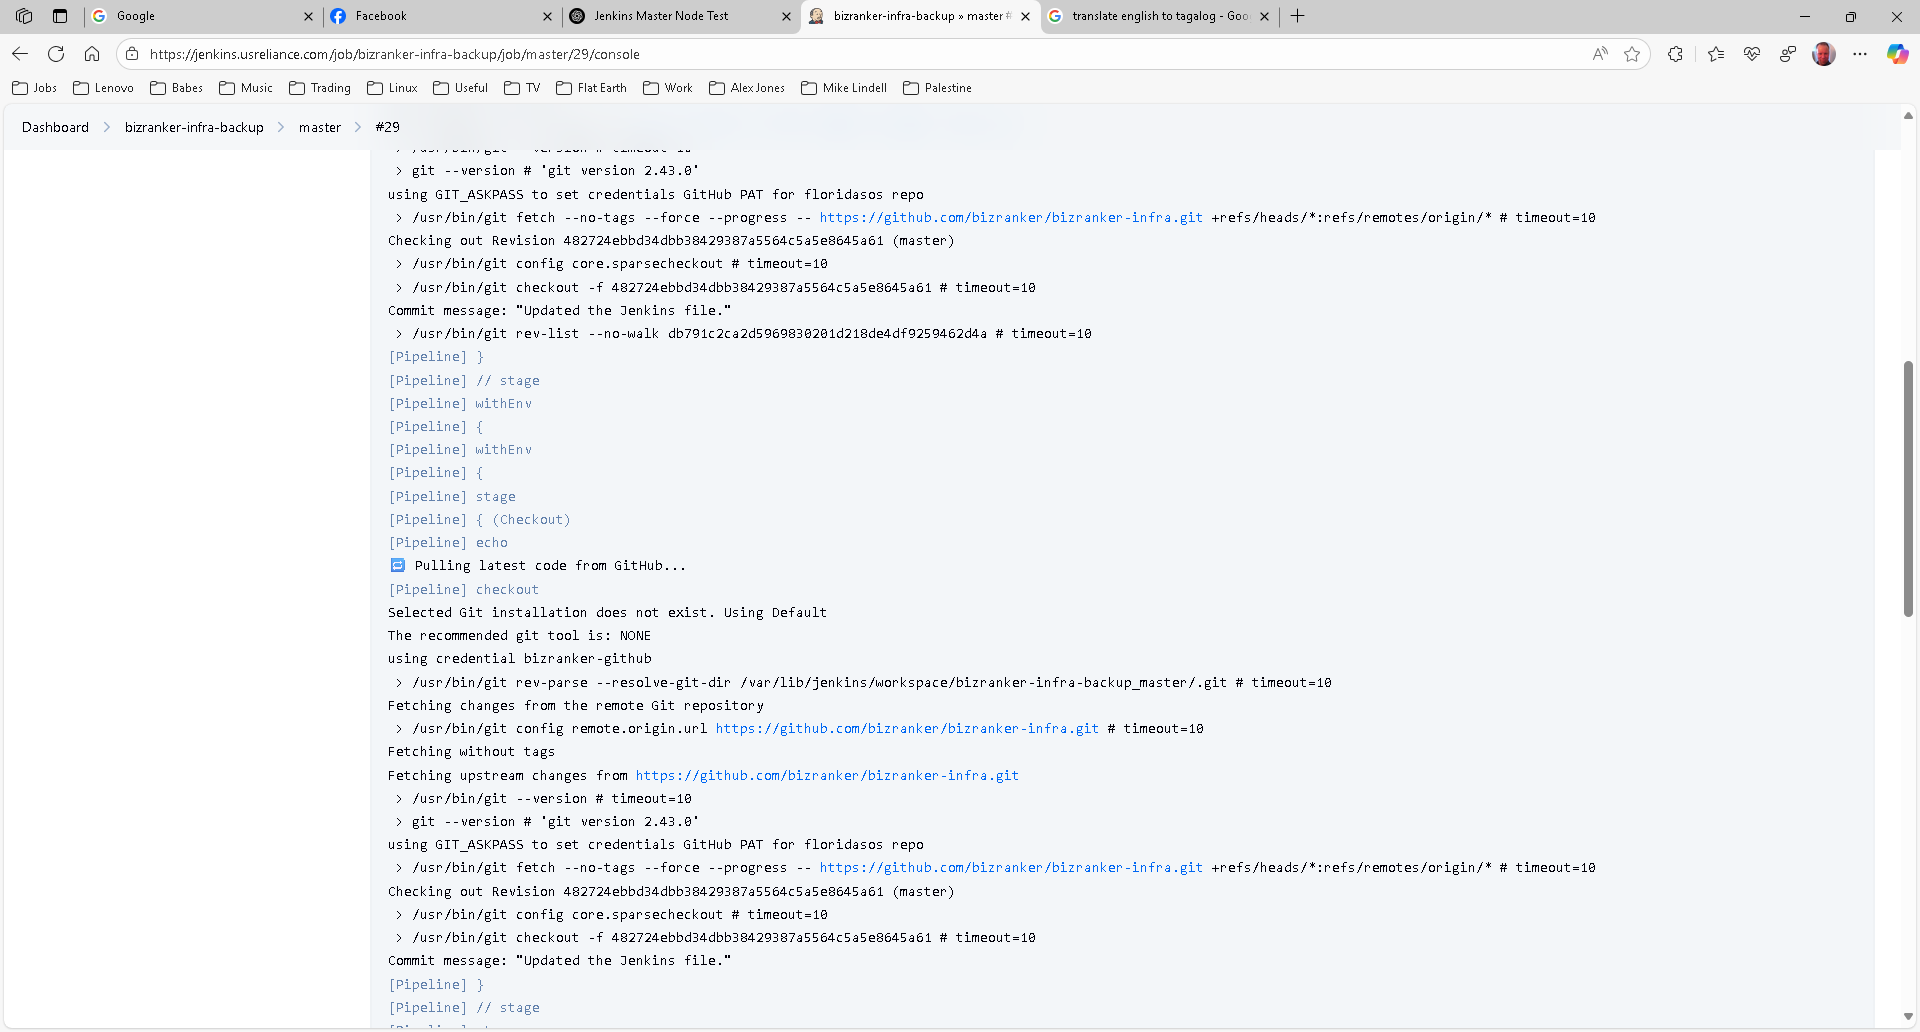 Google
Facebook
Jenkins Master Node Test
bizranker-infra-backup » master #
translate english to tagalog - Goo
https://jenkins.usreliance.com/job/bizranker-infra-backup/job/master/29/console
Jobs Lenovo Babes Music Trading Linux Useful TV Flat Earth Work Alex Jones Mike Lindell Palestine
Dashboard > bizranker-infra-backup > master > #29
> /usr/bin/git --version # timeout=10
> git --version # 'git version 2.43.0'
using GIT_ASKPASS to set credentials GitHub PAT for floridasos repo
> /usr/bin/git fetch --no-tags --force --progress -- https://github.com/bizranker/bizranker-infra.git +refs/heads/*:refs/remotes/origin/* # timeout=10
Checking out Revision 482724ebbd34dbb38429387a5564c5a5e8645a61 (master)
> /usr/bin/git config core.sparsecheckout # timeout=10
> /usr/bin/git checkout -f 482724ebbd34dbb38429387a5564c5a5e8645a61 # timeout=10
Commit message: "Updated the Jenkins file."
> /usr/bin/git rev-list --no-walk db791c2ca2d5969830201d218de4df9259462d4a # timeout=10
[Pipeline] }
[Pipeline] // stage
[Pipeline] withEnv
[Pipeline] {
[Pipeline] withEnv
[Pipeline] {
[Pipeline] stage
[Pipeline] { (Checkout)
[Pipeline] echo
🔁 Pulling latest code from GitHub...
[Pipeline] checkout
Selected Git installation does not exist. Using Default
The recommended git tool is: NONE
using credential bizranker-github
> /usr/bin/git rev-parse --resolve-git-dir /var/lib/jenkins/workspace/bizranker-infra-backup_master/.git # timeout=10
Fetching changes from the remote Git repository
> /usr/bin/git config remote.origin.url https://github.com/bizranker/bizranker-infra.git # timeout=10
Fetching without tags
Fetching upstream changes from https://github.com/bizranker/bizranker-infra.git
> /usr/bin/git --version # timeout=10
> git --version # 'git version 2.43.0'
using GIT_ASKPASS to set credentials GitHub PAT for floridasos repo
> /usr/bin/git fetch --no-tags --force --progress -- https://github.com/bizranker/bizranker-infra.git +refs/heads/*:refs/remotes/origin/* # timeout=10
Checking out Revision 482724ebbd34dbb38429387a5564c5a5e8645a61 (master)
> /usr/bin/git config core.sparsecheckout # timeout=10
> /usr/bin/git checkout -f 482724ebbd34dbb38429387a5564c5a5e8645a61 # timeout=10
Commit message: "Updated the Jenkins file."
[Pipeline] }
[Pipeline] // stage